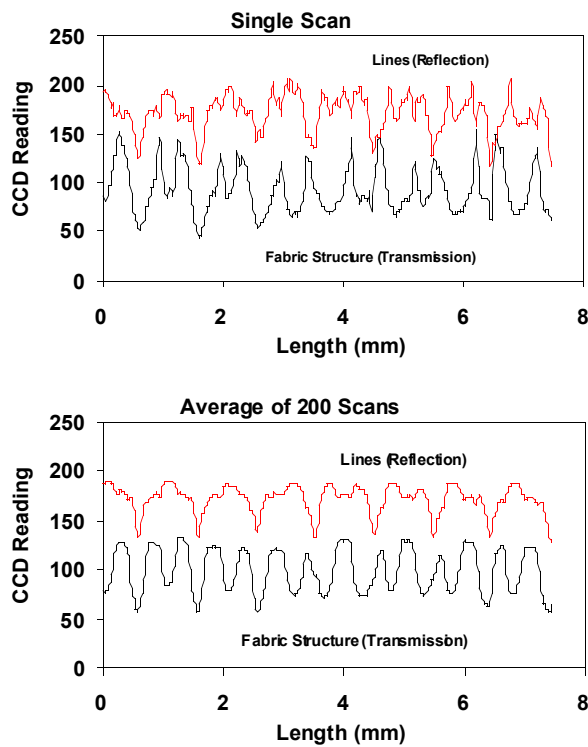 Single Scan
250
200
150
100
50
0
CCD Reading
Lines (Reflection)
Fabric Structure (Transmission)
0 2 4 6 8
Length (mm)
Average of 200 Scans
250
200
150
100
50
0
CCD Reading
Lines (Reflection)
Fabric Structure (Transmission)
0 2 4 6 8
Length (mm)